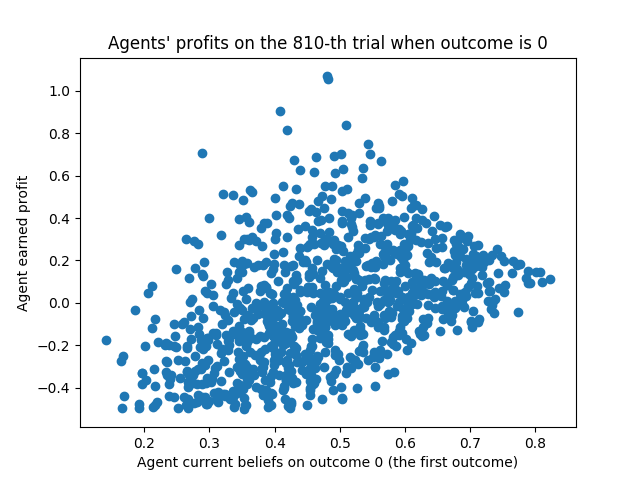 Agents' profits on the 810-th trial when outcome is 0
Agent earned profit
1.0
0.8
0.6
0.4
0.2
0.0
−0.2
−0.4
0.2 0.3 0.4 0.5 0.6 0.7 0.8
Agent current beliefs on outcome 0 (the first outcome)